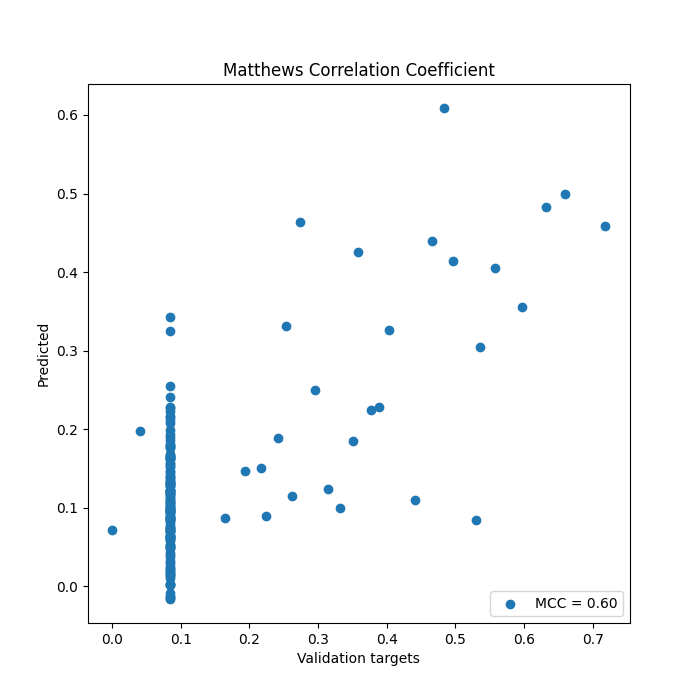 Matthews Correlation Coefficient
0.6
0.5
0.4
0.3
0.2
0.1
0.0
Predicted
MCC = 0.60
0.0 0.1 0.2 0.3 0.4 0.5 0.6 0.7
Validation targets